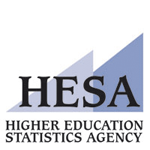 HESA
HIGHER EDUCATION
STATISTICS AGENCY